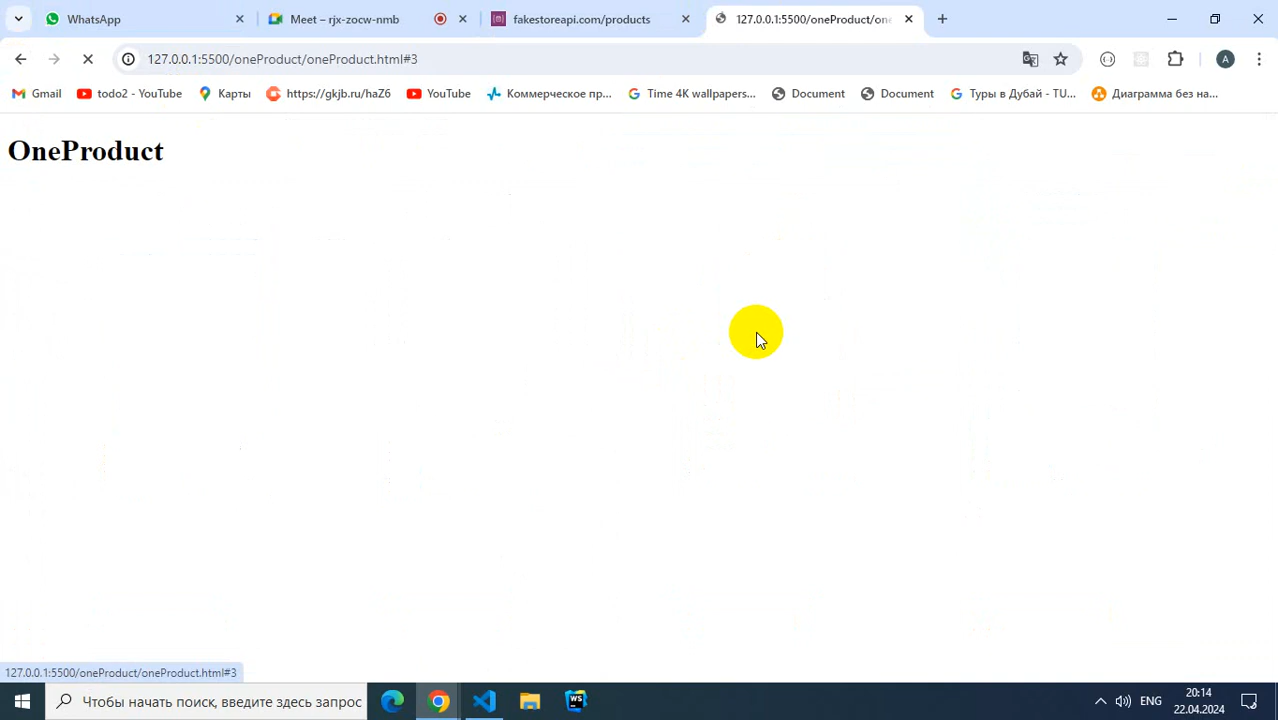 WhatsApp
Meet – rjx-zocw-nmb
fakestoreapi.com/products
127.0.0.1:5500/oneProduct/one
127.0.0.1:5500/oneProduct/oneProduct.html#3
A
Gmail
todo2 - YouTube
Карты
https://gkjb.ru/haZ6
YouTube
Коммерческое пр...
Time 4K wallpapers...
Document
Document
Туры в Дубай - TU...
Диаграмма без на...
OneProduct
127.0.0.1:5500/oneProduct/oneProduct.html#3
Чтобы начать поиск, введите здесь запрос
WS
ENG
20:14
22.04.2024